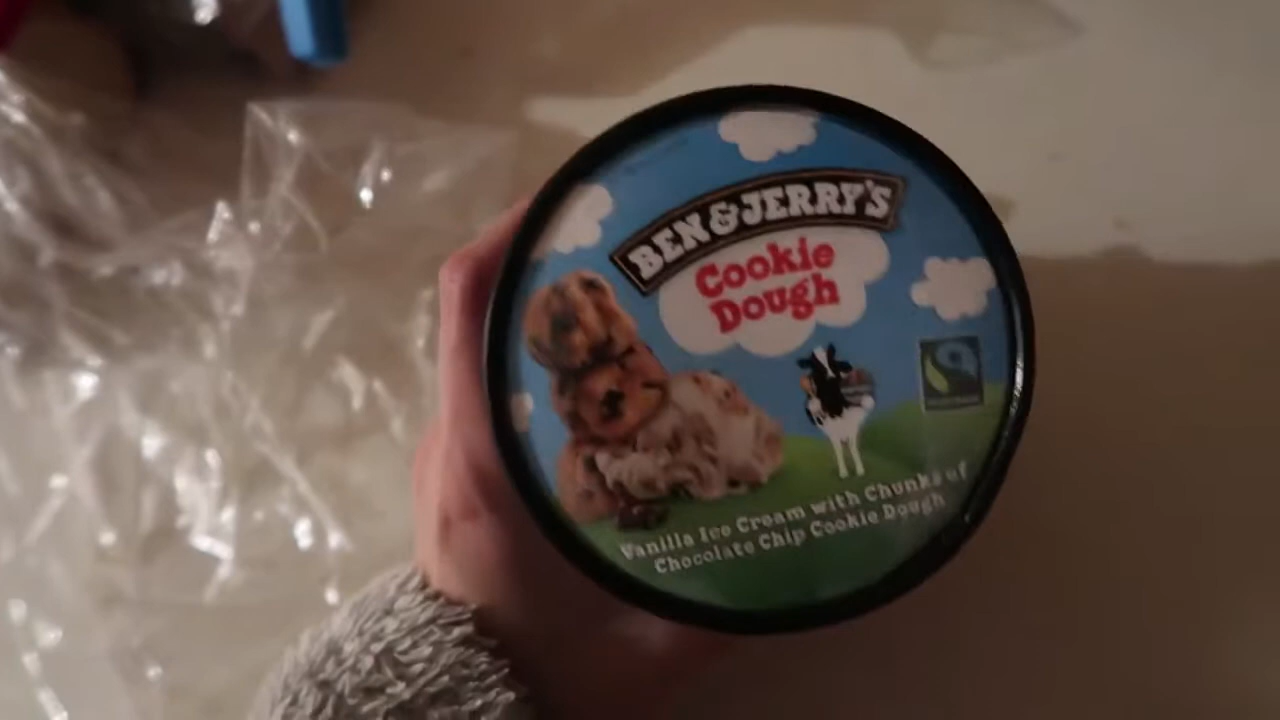 BEN & JERRY'S
Cookie
Dough
Vanilla Ice Cream with Chunks of
Chocolate Chip Cookie Dough